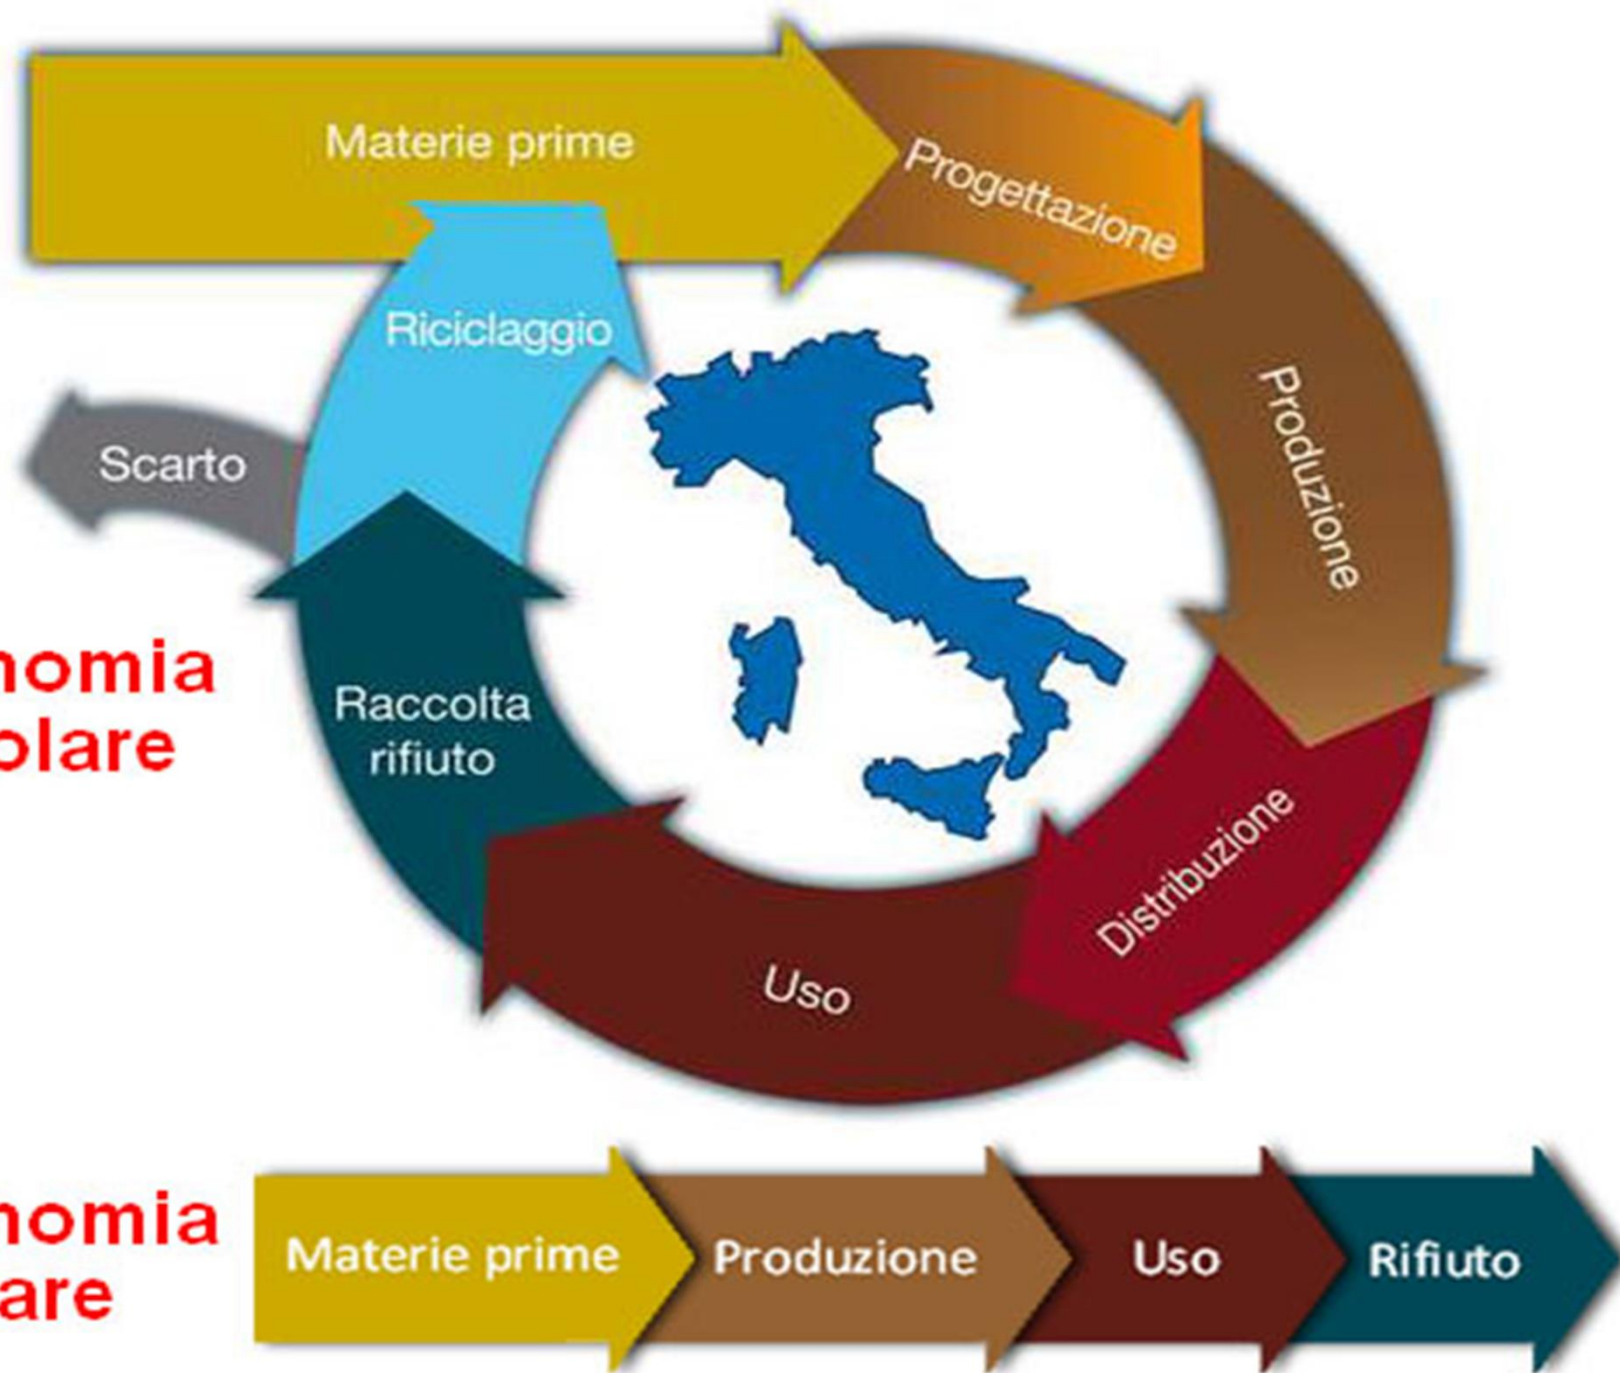 Materie prime
Progettazione
Produzione
Distribuzione
Uso
Raccolta
rifiuto
Riciclaggio
Scarto
nomia
olare
nomia
are
Materie prime
Produzione
Uso
Rifiuto